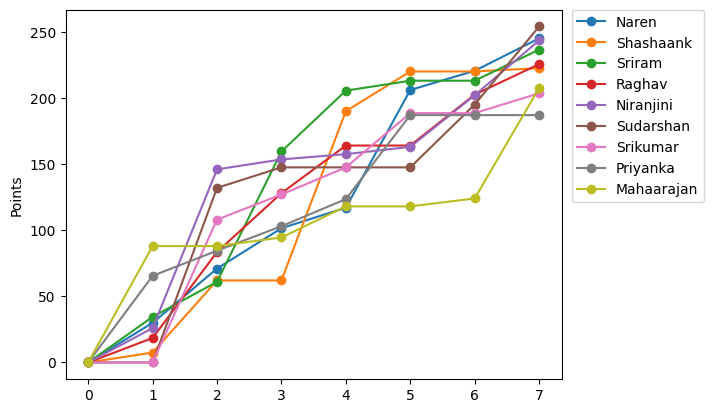 Points
250
200
150
100
50
0
0 1 2 3 4 5 6 7
Naren
Shashaank
Sriram
Raghav
Niranjini
Sudarshan
Srikumar
Priyanka
Mahaarajan